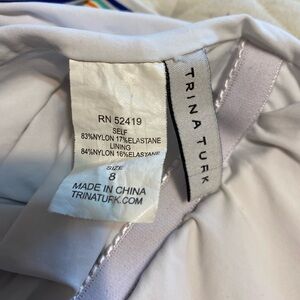 RN 52419
SELF
83%NYLON 17%ELASTANE
LINING
84%NYLON 16%ELASTANE
SIZE
8
MADE IN CHINA
TRINATURK.COM
TRINA TURK